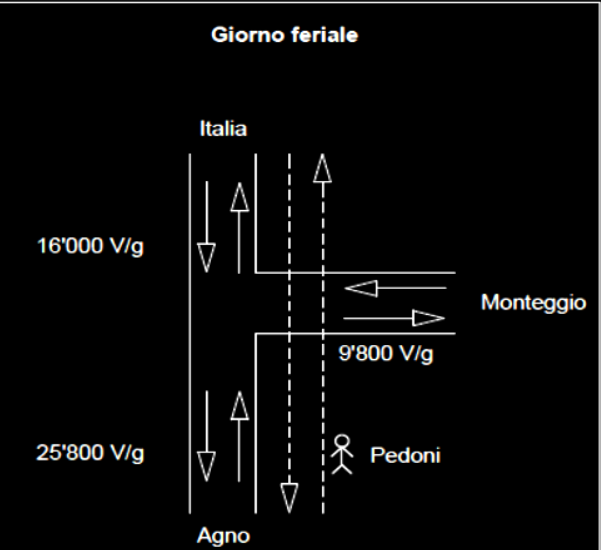 Giorno feriale
Italia
16'000 V/g
Monteggio
9'800 V/g
25'800 V/g
Pedoni
Agno